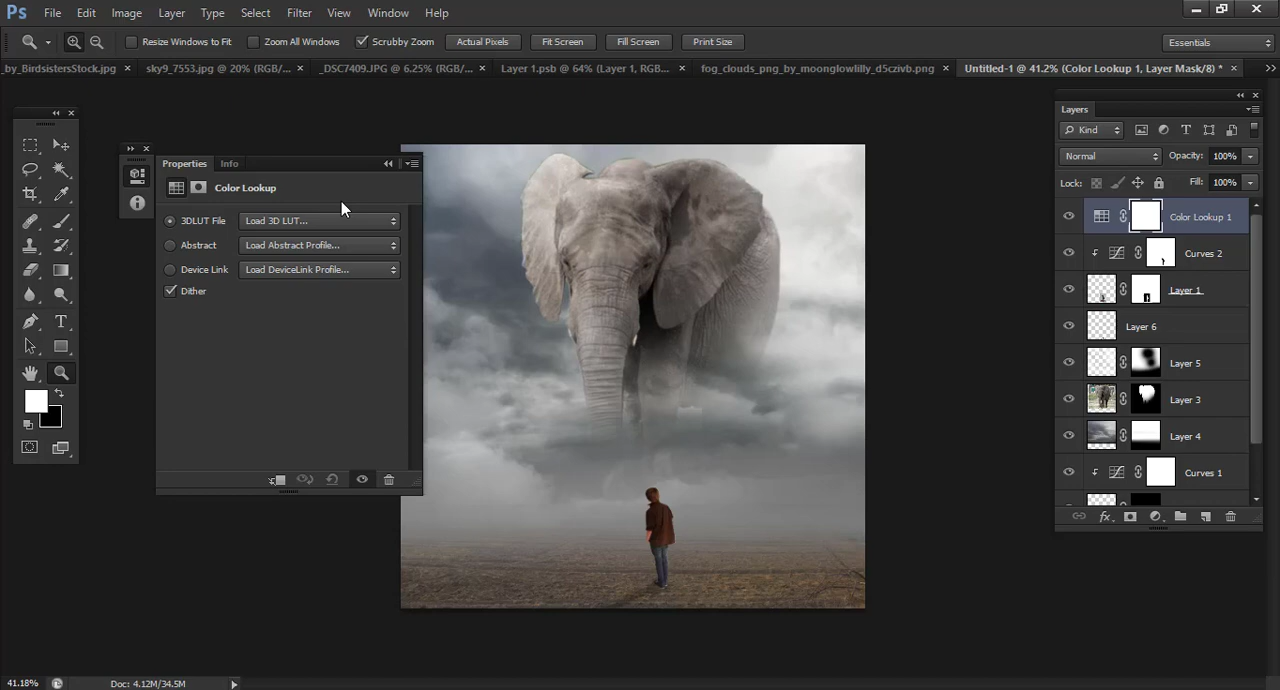 Ps File Edit Image Layer Type Select Filter View Window Help
Resize Windows to Fit Zoom All Windows Scrubby Zoom Actual Pixels Fit Screen Fill Screen Print Size Essentials
_by_BirdsistersStock.jpg × sky9_7553.jpg @ 20% (RGB/... × _DSC7409.JPG @ 6.25% (RGB/... × Layer 1.psb @ 64% (Layer 1, RGB... × fog_clouds_png_by_moonglowlilly_d5czivb.png × Untitled-1 @ 41.2% (Color Lookup 1, Layer Mask/8) * ×
Properties Info
Color Lookup
3DLUT File Load 3D LUT...
Abstract Load Abstract Profile...
Device Link Load DeviceLink Profile...
Dither
Layers
Kind
Normal Opacity: 100%
Lock: Fill: 100%
Color Lookup 1
Curves 2
Layer 1
Layer 6
Layer 5
Layer 3
Layer 4
Curves 1
fx
41.18% Doc: 4.12M/34.5M